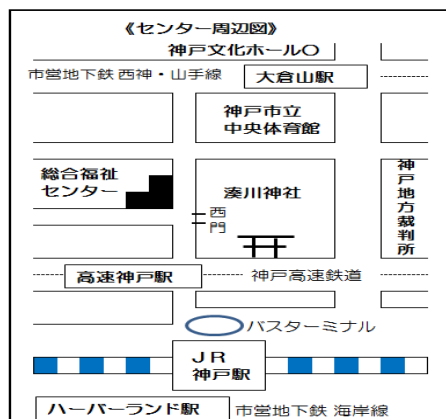 《センター周辺図》
神戸文化ホール〇
市営地下鉄 西神・山手線
大倉山駅
神戸市立
中央体育館
総合福祉
センター
湊川神社
神戸地方裁判所
西門
高速神戸駅
神戸高速鉄道
バスターミナル
JR
神戸駅
ハーバーランド駅
市営地下鉄 海岸線